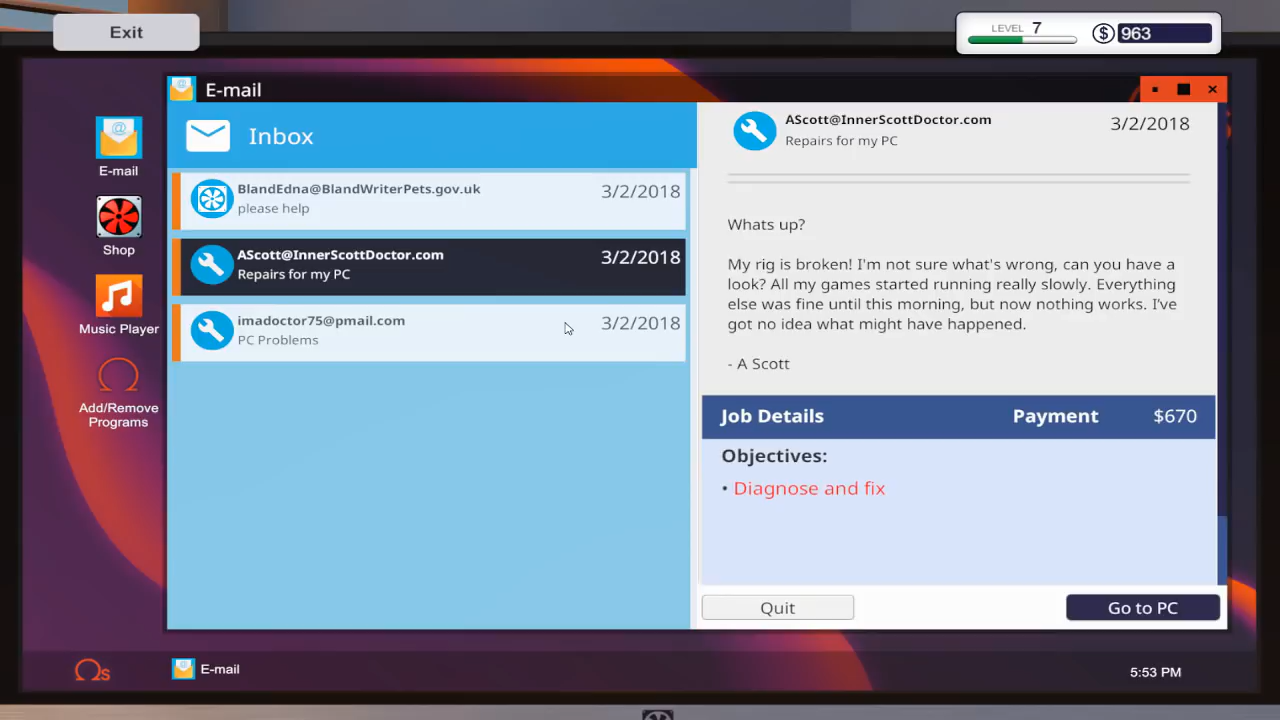 Exit
LEVEL 7
$ 963
E-mail
Inbox
BlandEdna@BlandWriterPets.gov.uk
3/2/2018
please help
AScott@InnerScottDoctor.com
3/2/2018
Repairs for my PC
imadoctor75@pmail.com
3/2/2018
PC Problems
AScott@InnerScottDoctor.com
3/2/2018
Repairs for my PC
Whats up?
My rig is broken! I'm not sure what's wrong, can you have a
look? All my games started running really slowly. Everything
else was fine until this morning, but now nothing works. I've
got no idea what might have happened.
- A Scott
Job Details
Payment
$670
Objectives:
• Diagnose and fix
Quit
Go to PC
E-mail
Shop
Music Player
Add/Remove
Programs
Ωs
E-mail
5:53 PM